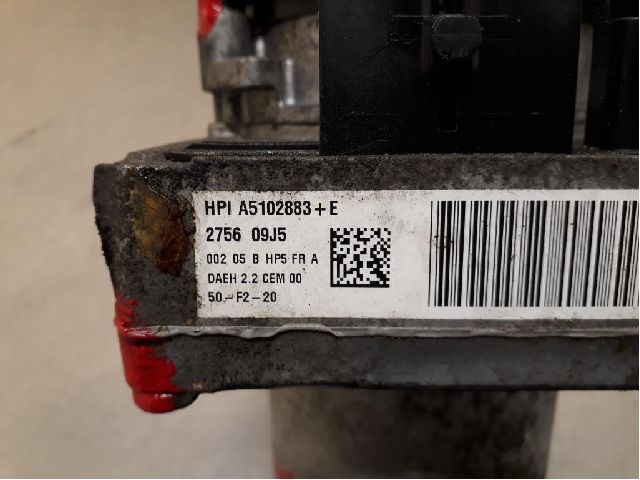 HPI A5102883+E
2756 09J5
002 05 B HP5 FR A
DAEH 2.2 CEM 00
50-F2-20